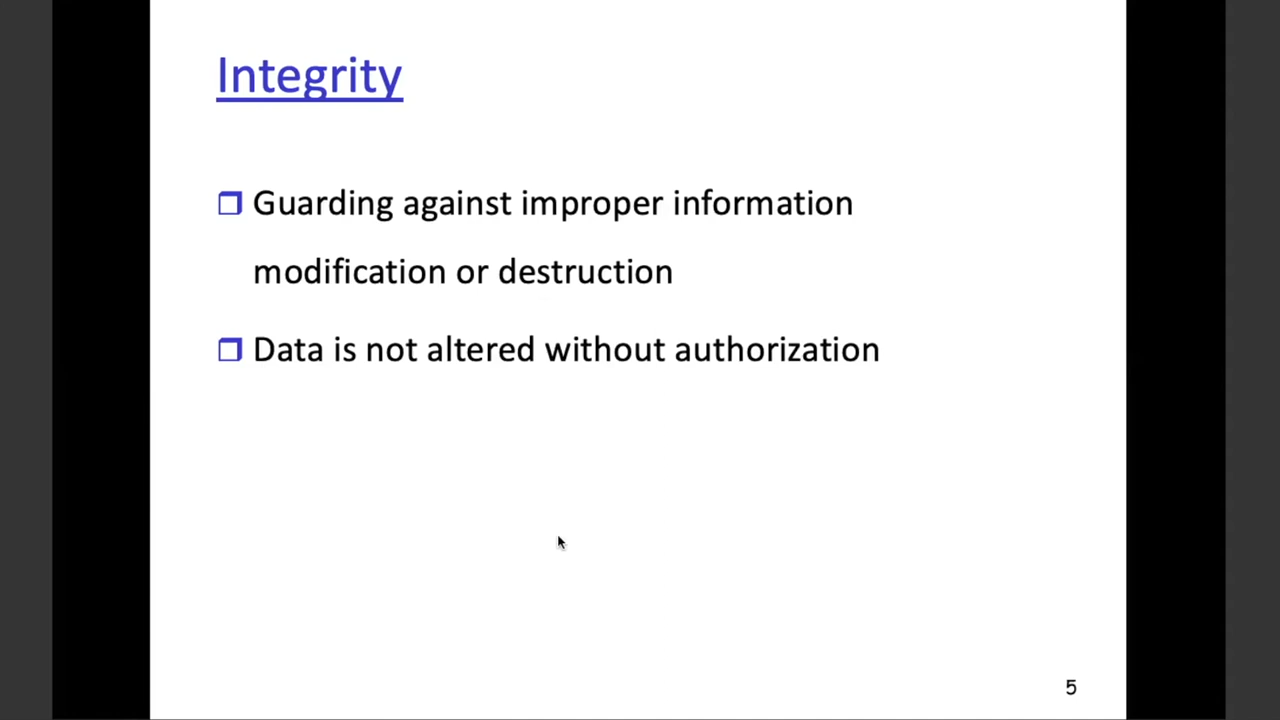 Integrity
Guarding against improper information
modification or destruction
Data is not altered without authorization
5